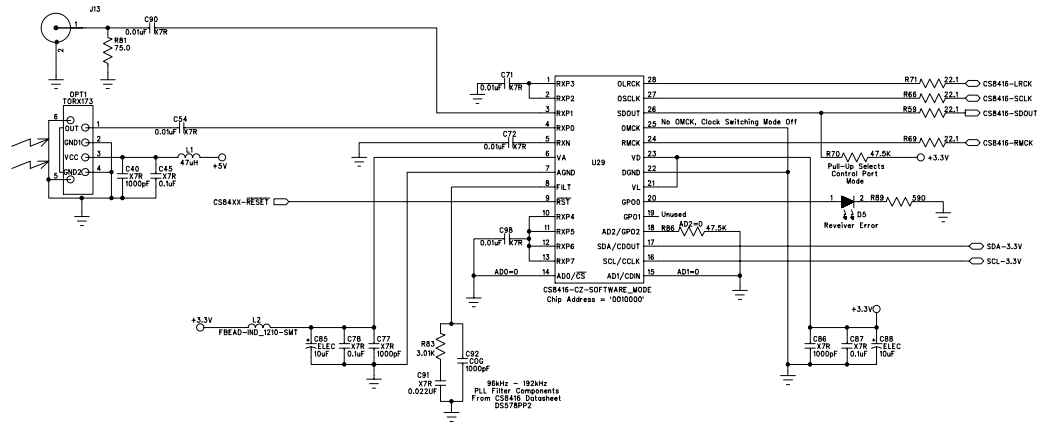 J13
1
2
R81
75.0
C90
0.01uF X7R
OPT1
TORX173
6
OUT 1
GND1 2
VCC 3
GND2 4
5
C54
0.01uF X7R
L1
47uH
+5V
C40
X7R
1000pF
C45
X7R
0.1uF
CS84XX-RESET
C71
0.01uF X7R
C72
0.01uF X7R
C98
0.01uF X7R
AD0=0
1 RXP3
2 RXP2
3 RXP1
4 RXP0
5 RXN
6 VA
7 AGND
8 FILT
9 RST
10 RXP4
11 RXP5
12 RXP6
13 RXP7
14 AD0/CS
U29
OLRCK 28
OSCLK 27
SDOUT 26
OMCK 25
RMCK 24
VD 23
DGND 22
VL 21
GPO0 20
GPO1 19
AD2/GPO2 18
SDA/CDOUT 17
SCL/CCLK 16
AD1/CDIN 15
CS8416-CZ-SOFTWARE_MODE
Chip Address = '0010000'
R71 22.1 CS8416-LRCK
R66 22.1 CS8416-SCLK
R59 22.1 CS8416-SDOUT
No OMCK, Clock Switching Mode Off
R69 22.1 CS8416-RMCK
R70 47.5K +3.3V
Pull-Up Selects
Control Port
Mode
1 2 R89 590
D5
Reveiver Error
Unused
AD2=0
R86 47.5K
SDA-3.3V
SCL-3.3V
AD1=0
+3.3V
L2
FBEAD-IND_1210-SMT
+
C85
ELEC
10uF
C78
X7R
0.1uF
C77
X7R
1000pF
R83
3.01K
C91
X7R
0.022UF
C92
COG
1000pF
96kHz - 192kHz
PLL Filter Components
From CS8416 Datasheet
DS578PP2
+3.3V
C86
X7R
1000pF
C87
X7R
0.1uF
+
C88
ELEC
10uF